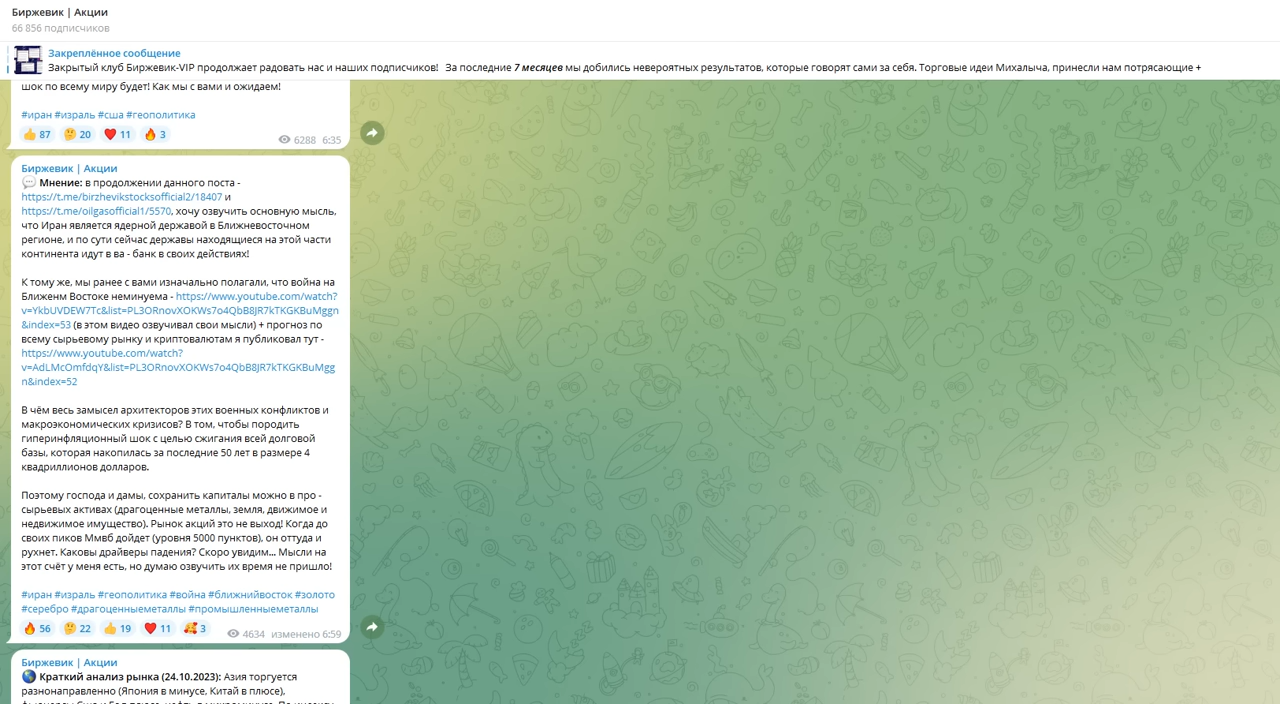 Биржевик | Акции
66 856 подписчиков
Закреплённое сообщение
Закрытый клуб Биржевик-VIP продолжает радовать нас и наших подписчиков! За последние 7 месяцев мы добились невероятных результатов, которые говорят сами за себя. Торговые идеи Михалыча, принесли нам потрясающие +
шок по всему миру будет! Как мы с вами и ожидаем!
#иран #израль #сша #геополитика
👍 87 🤔 20 ❤️ 11 🔥 3 6288 6:35
Биржевик | Акции
💬 Мнение: в продолжении данного поста -
https://t.me/birzhevikstocksofficial2/18407 и
https://t.me/oilgasofficial1/5570, хочу озвучить основную мысль,
что Иран является ядерной державой в Ближневосточном
регионе, и по сути сейчас державы находящиеся на этой части
континента идут в ва - банк в своих действиях!
К тому же, мы ранее с вами изначально полагали, что война на
Ближенм Востоке неминуема - https://www.youtube.com/watch?
v=YkbUVDEW7Tc&list=PL3ORnovXOKWs7o4QbB8JR7kTKGKBuMggn
&index=53 (в этом видео озвучивал свои мысли) + прогноз по
всему сырьевому рынку и криптовалютам я публиковал тут -
https://www.youtube.com/watch?
v=AdLMcOmfdqY&list=PL3ORnovXOKWs7o4QbB8JR7kTKGKBuMgg
n&index=52
В чём весь замысел архитекторов этих военных конфликтов и
макроэкономических кризисов? В том, чтобы породить
гиперинфляционный шок с целью сжигания всей долговой
базы, которая накопилась за последние 50 лет в размере 4
квадриллионов долларов.
Поэтому господа и дамы, сохранить капиталы можно в про -
сырьевых активах (драгоценные металлы, земля, движимое и
недвижимое имущество). Рынок акций это не выход! Когда до
своих пиков Ммвб дойдет (уровня 5000 пунктов), он оттуда и
рухнет. Каковы драйверы падения? Скоро увидим... Мысли на
этот счёт у меня есть, но думаю озвучить их время не пришло!
#иран #израль #геополитика #война #ближнийвосток #золото
#серебро #драгоценныеметаллы #промышленныеметаллы
🔥 56 🤔 22 👍 19 ❤️ 11 🥰 3 4634 изменено 6:59
Биржевик | Акции
🌎 Краткий анализ рынка (24.10.2023): Азия торгуется
разнонаправленно (Япония в минусе, Китай в плюсе),